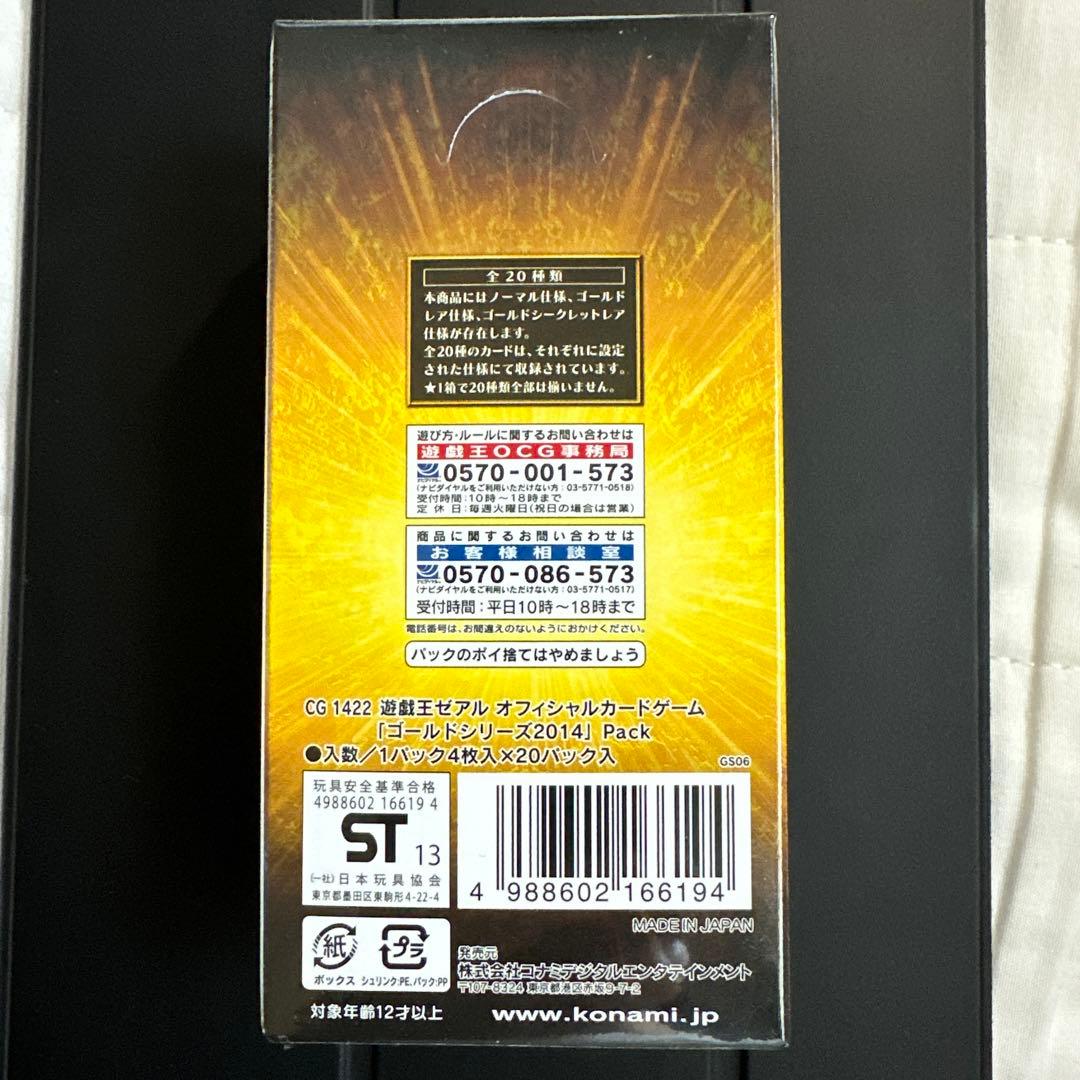 全20種類
本商品にはノーマル仕様、ゴールド
レア仕様、ゴールドシークレットレア
仕様が存在します。
全20種のカードは、それぞれに設定
された仕様にて収録されています。
★1箱で20種類全部は揃いません。
遊び方・ルールに関するお問い合わせは
遊戯王OCG事務局
ナビダイヤル 0570-001-573
(ナビダイヤルをご利用いただけない方:03-5771-0518)
受付時間:10時~18時まで
定休日:毎週火曜日(祝日の場合は営業)
商品に関するお問い合わせは
お客様相談室
ナビダイヤル 0570-086-573
(ナビダイヤルをご利用いただけない方:03-5771-0517)
受付時間:平日10時~18時まで
電話番号は、お間違えのないようにおかけください。
パックのポイ捨てはやめましょう
CG 1422 遊戯王ゼアル オフィシャルカードゲーム
「ゴールドシリーズ2014」 Pack
●入数/1パック4枚入×20パック入
GS06
玩具安全基準合格
4988602 16619 4
ST 13
(一社)日本玩具協会
東京都墨田区東駒形4-22-4
4 988602 166194
MADE IN JAPAN
紙
ボックス
プラ
シュリンク:PE,パック:PP
発売元
株式会社コナミデジタルエンタテインメント
〒107-8324 東京都港区赤坂9-7-2
対象年齢12才以上
www.konami.jp